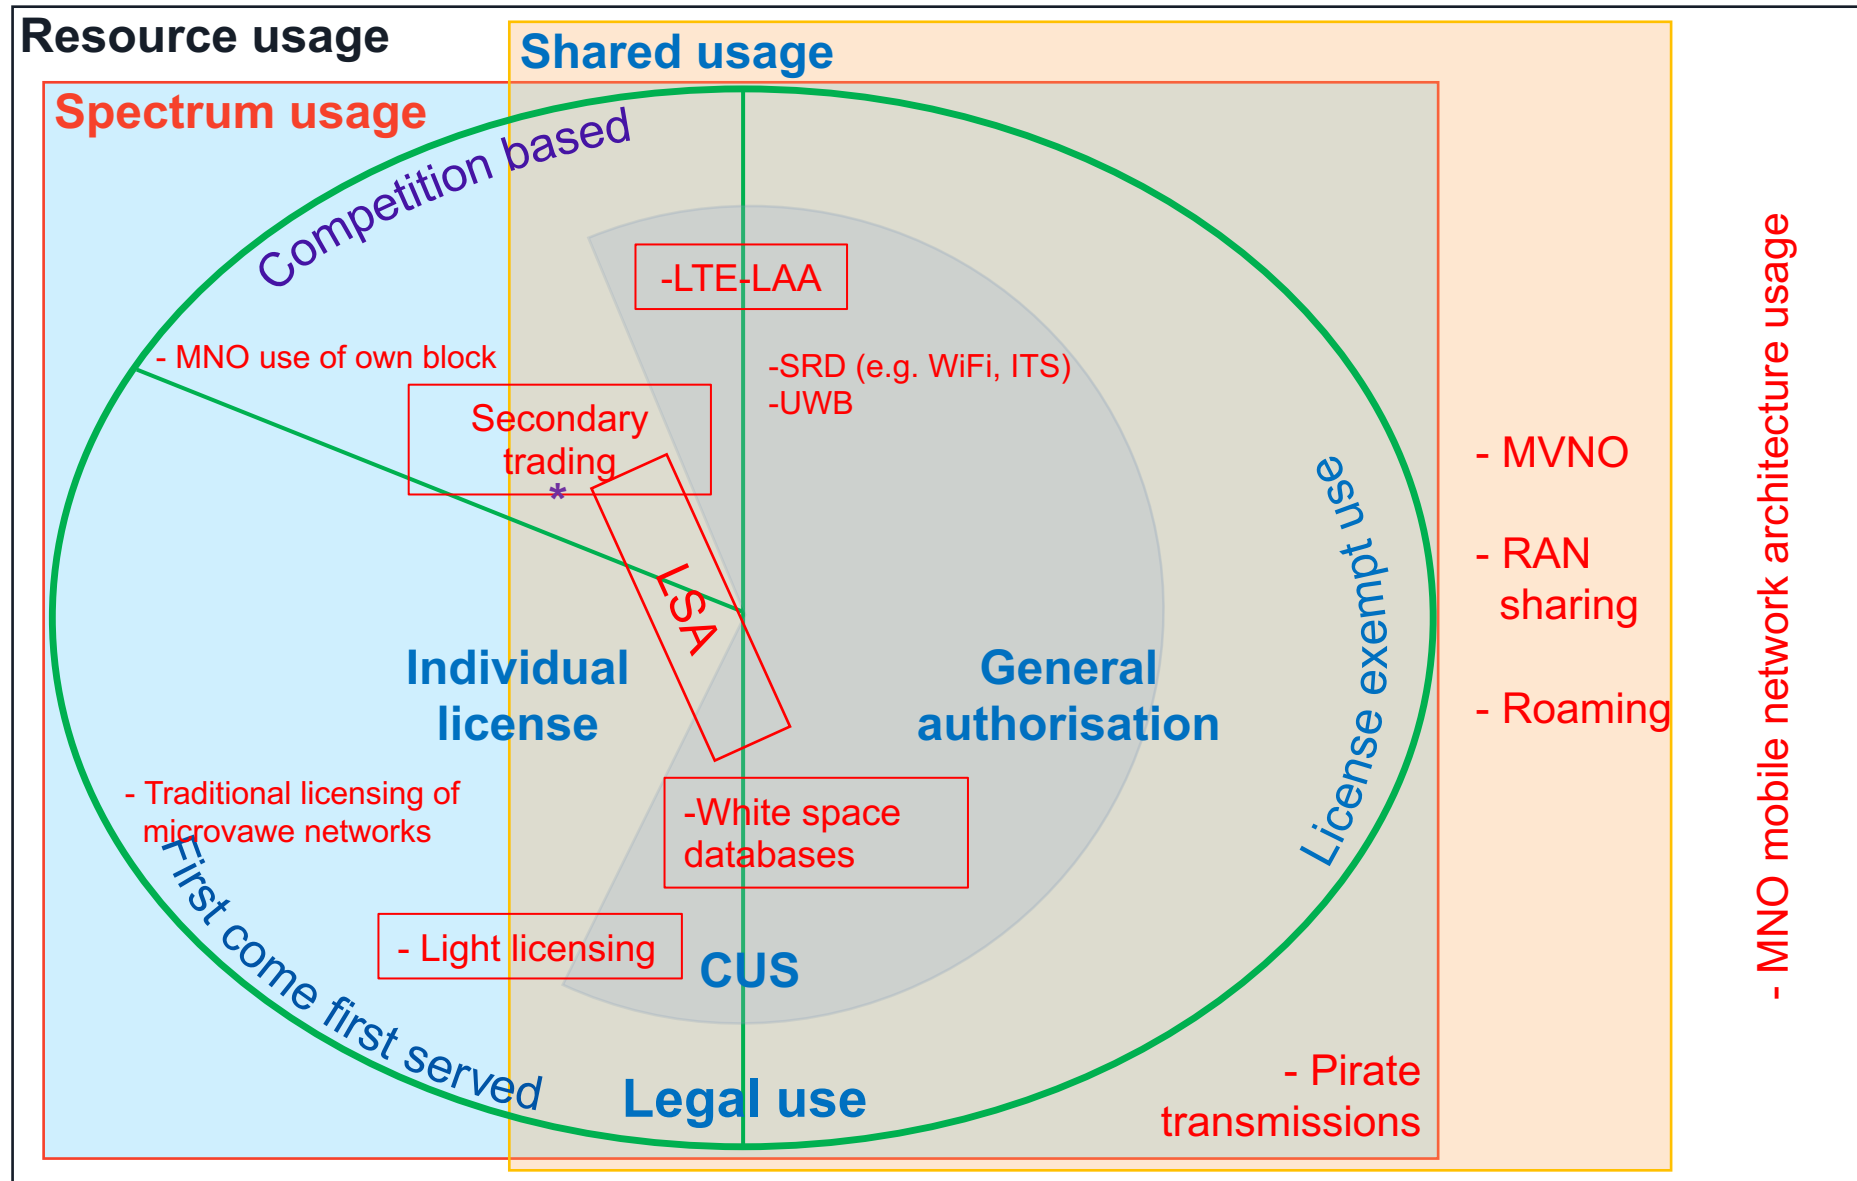 Resource usage
Shared usage
Spectrum usage
Competition based
-LTE-LAA
- MNO use of own block
-SRD (e.g. WiFi, ITS)
-UWB
Secondary
trading
*
LSA
Individual
license
General
authorisation
License exempt use
- MVNO
- RAN
sharing
- Roaming
- MNO mobile network architecture usage
- Traditional licensing of
microvawe networks
-White space
databases
First come first served
- Light licensing
CUS
Legal use
- Pirate
transmissions